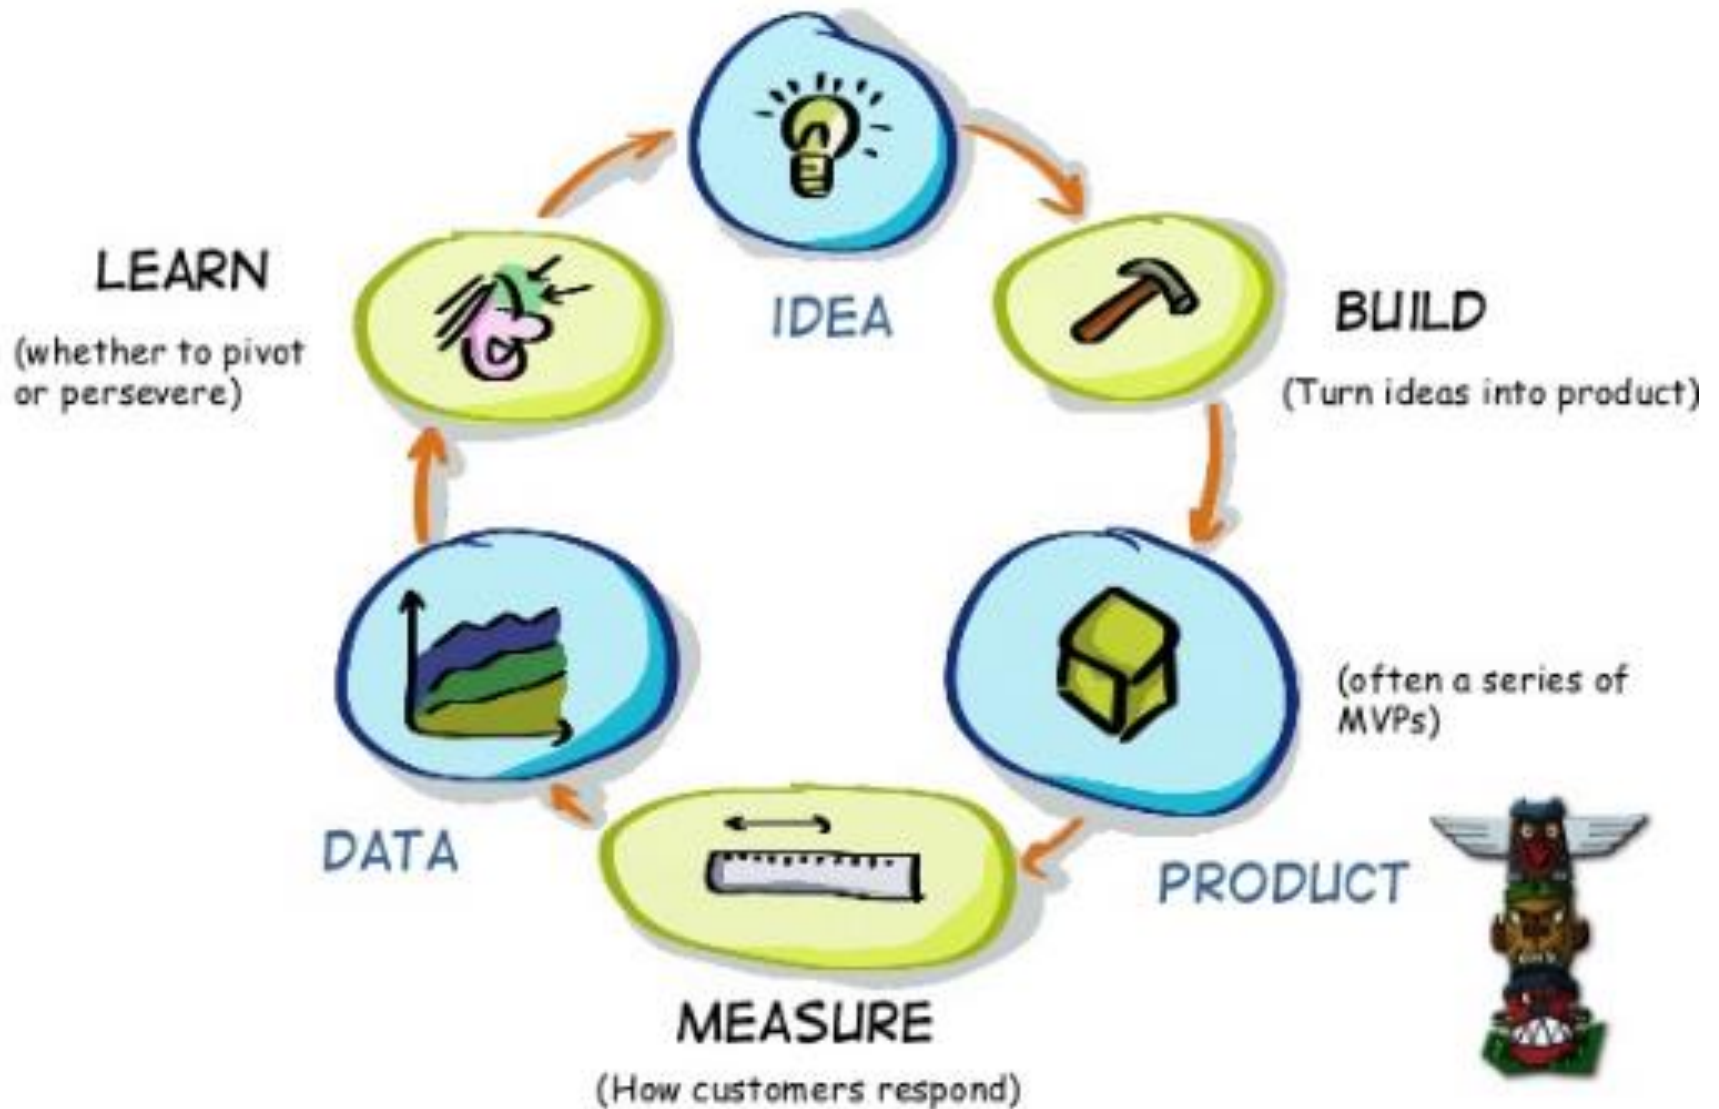 IDEA
LEARN
(whether to pivot
or persevere)
BUILD
(Turn ideas into product)
(often a series of
MVPs)
DATA
PRODUCT
MEASURE
(How customers respond)